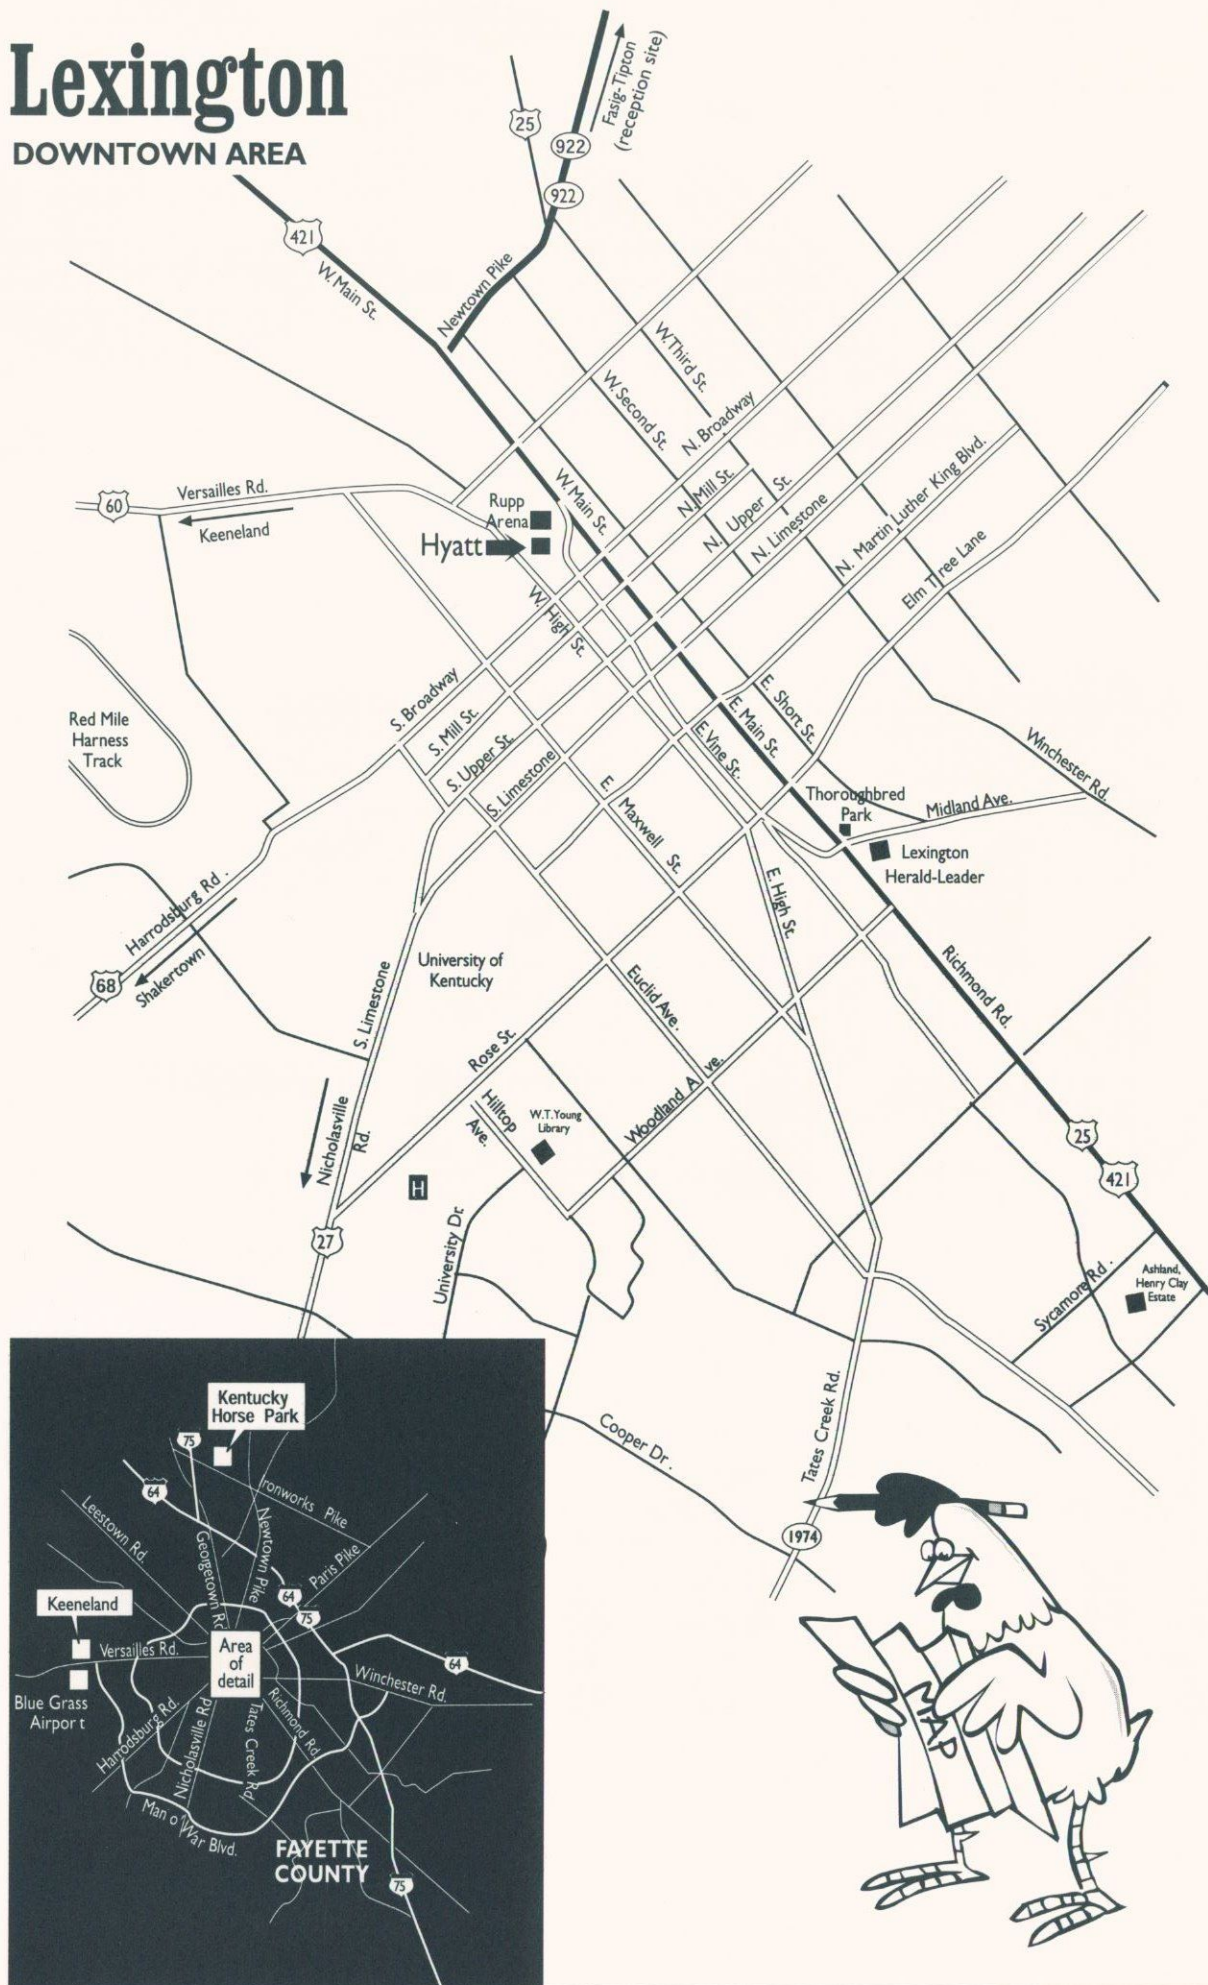 Lexington
DOWNTOWN AREA
Fasig-Tipton
(reception site)
25
922
922
421
W. Main St.
Newtown Pike
W. Third St.
W. Second St.
N. Broadway
60
Versailles Rd.
Keeneland
Rupp
Arena
Hyatt
W. Main St.
N. Mill St.
N. Upper St.
N. Limestone
N. Martin Luther King Blvd.
Elm Tree Lane
W. High St.
S. Broadway
S. Mill St.
S. Upper St.
S. Limestone
E. Short St.
E. Main St.
E. Vine St.
Winchester Rd.
Red Mile
Harness
Track
Thoroughbred
Park
Midland Ave.
Lexington
Herald-Leader
E. Maxwell St.
E. High St.
Harrodsburg Rd.
Shakertown
68
University of
Kentucky
S. Limestone
Euclid Ave.
Richmond Rd.
Rose St.
Woodland Ave.
Hilltop
Ave.
W.T. Young
Library
Nicholasville
Rd.
H
25
421
27
University Dr.
Sycamore Rd.
Ashland,
Henry Clay
Estate
Tates Creek Rd.
Cooper Dr.
1974
MAP
Kentucky
Horse Park
75
64
Ironworks Pike
Leestown Rd.
Georgetown Rd.
Newtown Pike
Paris Pike
64
75
Keeneland
Versailles Rd.
Area
of
detail
64
Winchester Rd.
Blue Grass
Airport
Harrodsburg Rd.
Nicholasville Rd
Tates Creek Rd
Richmond Rd.
Man o War Blvd.
FAYETTE
COUNTY
75